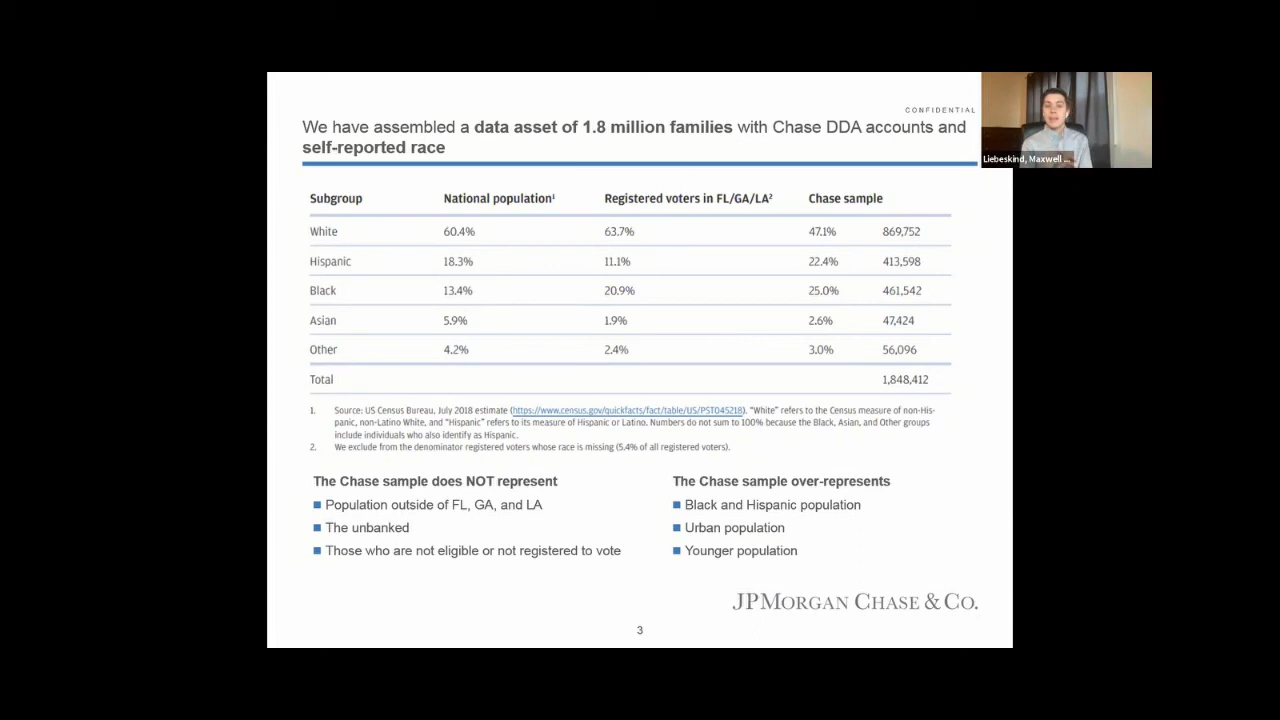 CONFIDENTIAL
We have assembled a data asset of 1.8 million families with Chase DDA accounts and
self-reported race
Liebeskind, Maxwell ...
Subgroup National population¹ Registered voters in FL/GA/LA² Chase sample
White 60.4% 63.7% 47.1% 869,752
Hispanic 18.3% 11.1% 22.4% 413,598
Black 13.4% 20.9% 25.0% 461,542
Asian 5.9% 1.9% 2.6% 47,424
Other 4.2% 2.4% 3.0% 56,096
Total 1,848,412
1. Source: US Census Bureau, July 2018 estimate (https://www.census.gov/quickfacts/fact/table/US/PST045218). "White" refers to the Census measure of non-His-
panic, non-Latino White, and "Hispanic" refers to its measure of Hispanic or Latino. Numbers do not sum to 100% because the Black, Asian, and Other groups
include individuals who also identify as Hispanic.
2. We exclude from the denominator registered voters whose race is missing (5.4% of all registered voters).
The Chase sample does NOT represent
Population outside of FL, GA, and LA
The unbanked
Those who are not eligible or not registered to vote
The Chase sample over-represents
Black and Hispanic population
Urban population
Younger population
JPMORGAN CHASE & CO.
3